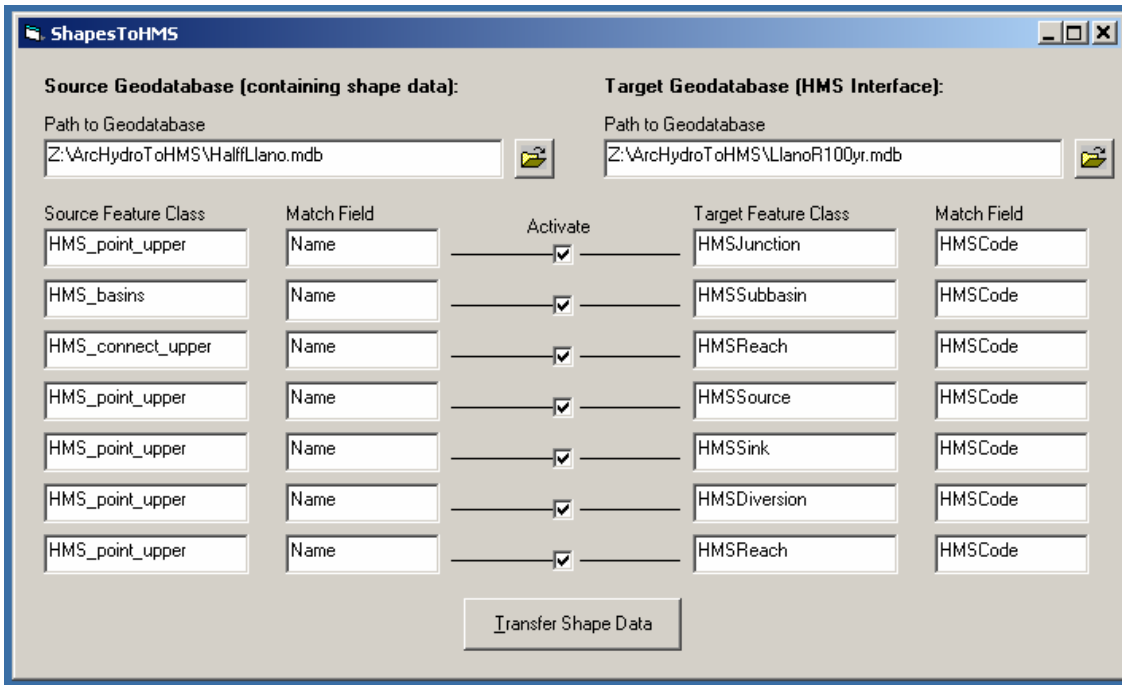 ShapesToHMS
Source Geodatabase (containing shape data): Target Geodatabase (HMS Interface):
Path to Geodatabase Path to Geodatabase
Z:\ArcHydroToHMS\HalffLlano.mdb Z:\ArcHydroToHMS\LlanoR100yr.mdb
Source Feature Class Match Field Activate Target Feature Class Match Field
HMS_point_upper Name HMSJunction HMSCode
HMS_basins Name HMSSubbasin HMSCode
HMS_connect_upper Name HMSReach HMSCode
HMS_point_upper Name HMSSource HMSCode
HMS_point_upper Name HMSSink HMSCode
HMS_point_upper Name HMSDiversion HMSCode
HMS_point_upper Name HMSReach HMSCode
Transfer Shape Data